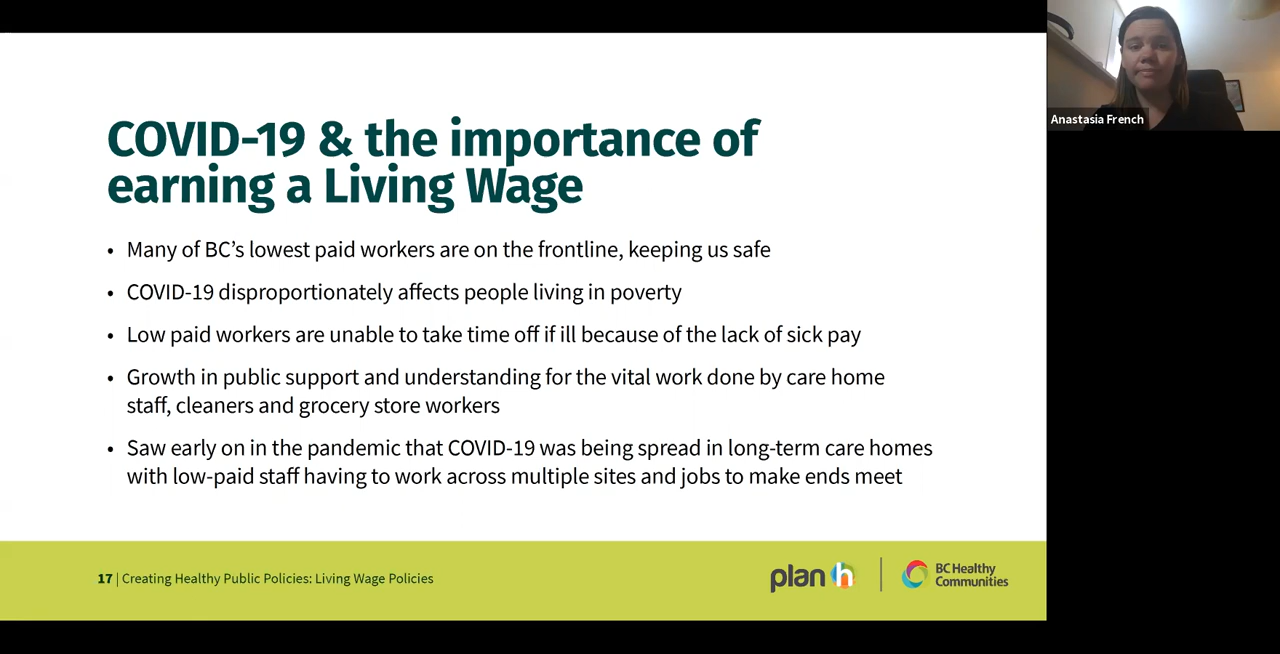 COVID-19 & the importance of
earning a Living Wage
• Many of BC's lowest paid workers are on the frontline, keeping us safe
• COVID-19 disproportionately affects people living in poverty
• Low paid workers are unable to take time off if ill because of the lack of sick pay
• Growth in public support and understanding for the vital work done by care home
staff, cleaners and grocery store workers
• Saw early on in the pandemic that COVID-19 was being spread in long-term care homes
with low-paid staff having to work across multiple sites and jobs to make ends meet
17 | Creating Healthy Public Policies: Living Wage Policies
plan h
BC Healthy
Communities
Anastasia French